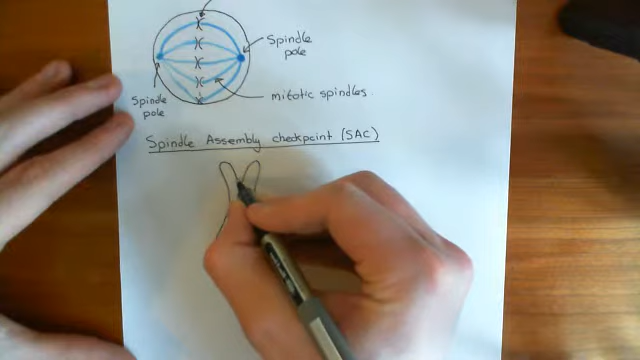 Spindle
pole
mitotic spindles.
Spindle
pole
Spindle Assembly checkpoint (SAC)